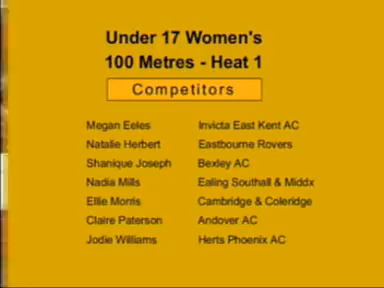 Under 17 Women's
100 Metres - Heat 1
Competitors
Megan Eeles Invicta East Kent AC
Natalie Herbert Eastbourne Rovers
Shanique Joseph Bexley AC
Nadia Mills Ealing Southall & Middx
Ellie Morris Cambridge & Coleridge
Claire Paterson Andover AC
Jodie Williams Herts Phoenix AC